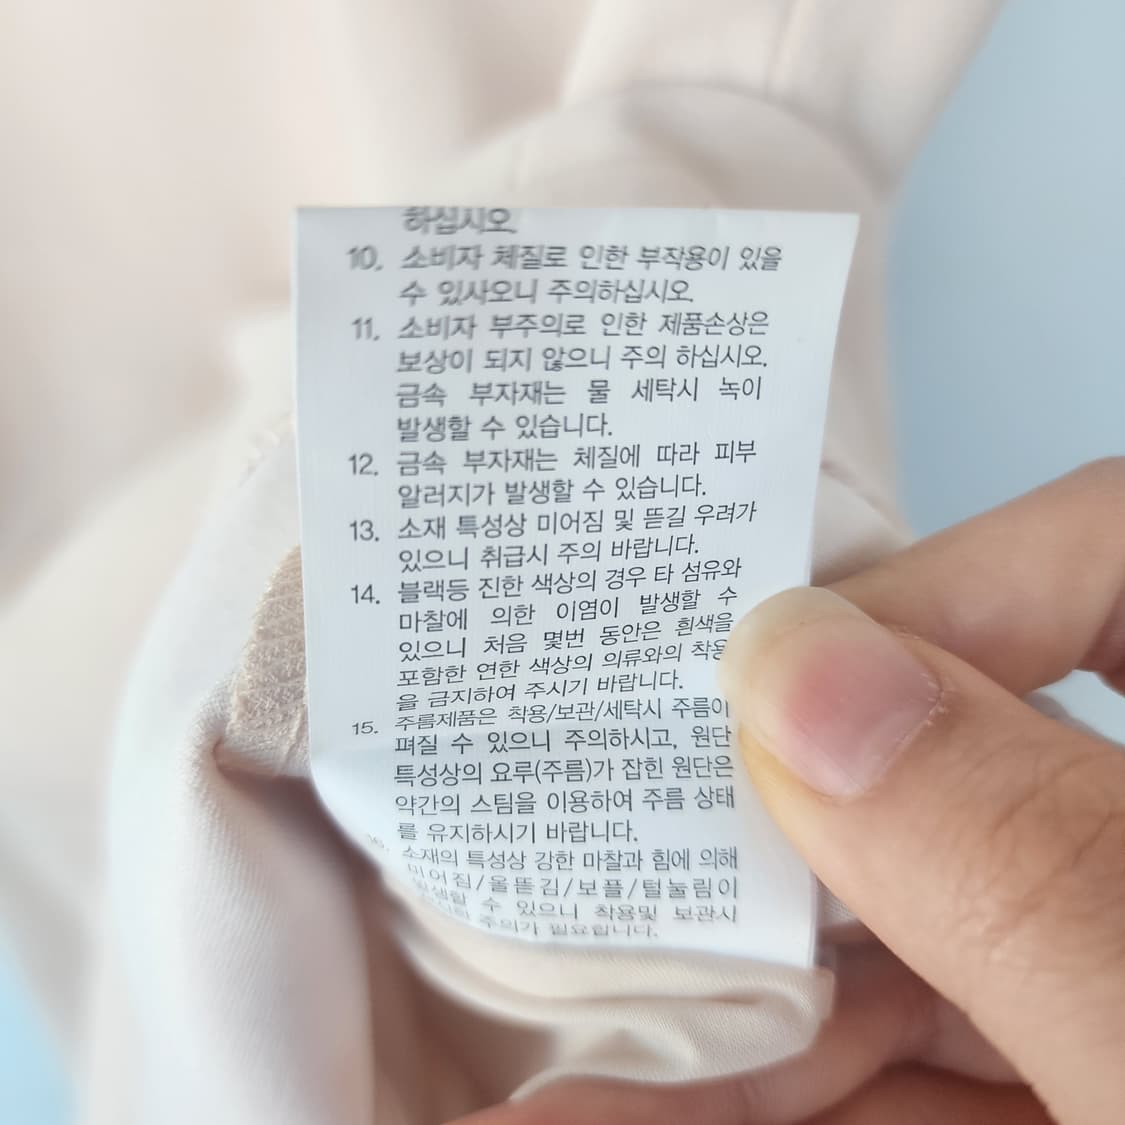 하십시오.
10. 소비자 체질로 인한 부작용이 있을
수 있사오니 주의하십시오.
11. 소비자 부주의로 인한 제품손상은
보상이 되지 않으니 주의 하십시오.
금속 부자재는 물 세탁시 녹이
발생할 수 있습니다.
12. 금속 부자재는 체질에 따라 피부
알러지가 발생할 수 있습니다.
13. 소재 특성상 미어짐 및 뜯길 우려가
있으니 취급시 주의 바랍니다.
14. 블랙등 진한 색상의 경우 타 섬유와
마찰에 의한 이염이 발생할 수
있으니 처음 몇번 동안은 흰색을
포함한 연한 색상의 의류와의 착용
을 금지하여 주시기 바랍니다.
15. 주름제품은 착용/보관/세탁시 주름이
펴질 수 있으니 주의하시고, 원단
특성상의 요루(주름)가 잡힌 원단은
약간의 스팀을 이용하여 주름 상태
를 유지하시기 바랍니다.
소재의 특성상 강한 마찰과 힘에 의해
미어짐/올뜯김/보플/털눌림이
발생할 수 있으니 착용및 보관시
주의가 필요합니다.